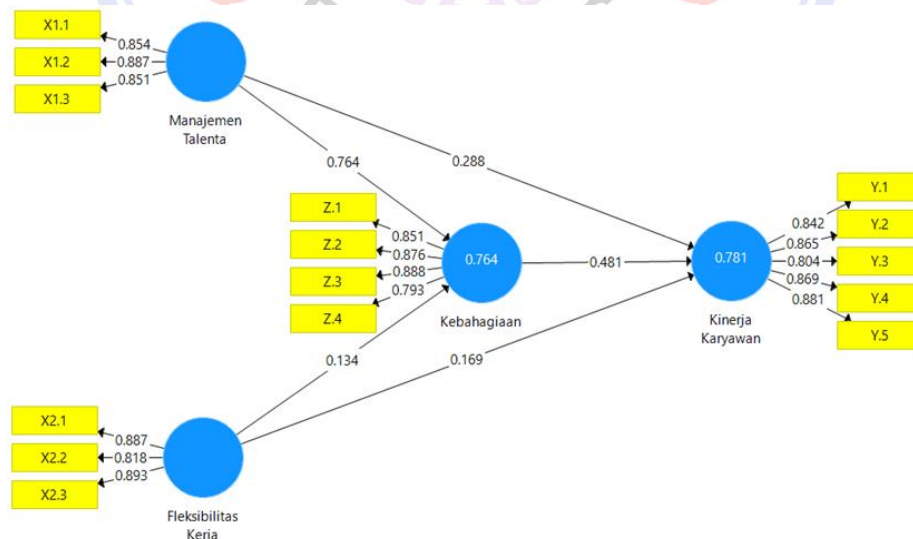 X1.1
X1.2
X1.3
0.854
0.887
0.851
Manajemen
Talenta
0.764
0.288
Z.1
Z.2
Z.3
Z.4
0.851
0.876
0.888
0.793
0.764
Kebahagiaan
0.481
0.781
Kinerja
Karyawan
0.842
0.865
0.804
0.869
0.881
Y.1
Y.2
Y.3
Y.4
Y.5
0.134
0.169
X2.1
X2.2
X2.3
0.887
0.818
0.893
Fleksibilitas
Kerja